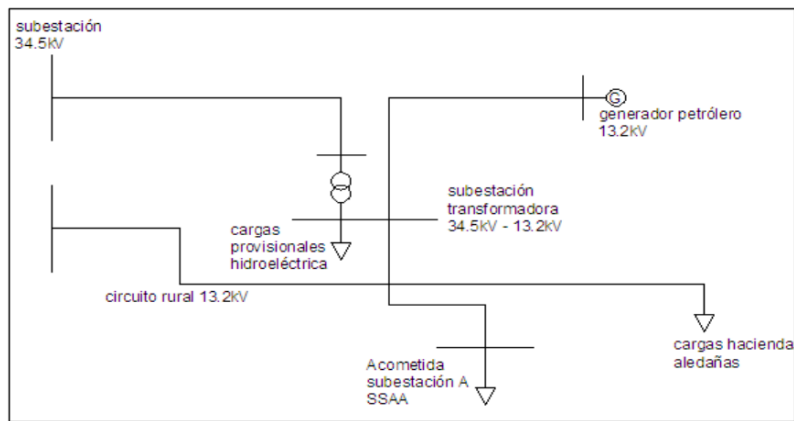 subestación
34.5kV
G
generador petrólero
13.2kV
subestación
transformadora
34.5kV - 13.2kV
cargas
provisionales
hidroeléctrica
circuito rural 13.2kV
cargas hacienda
aledañas
Acometida
subestación A
SSAA